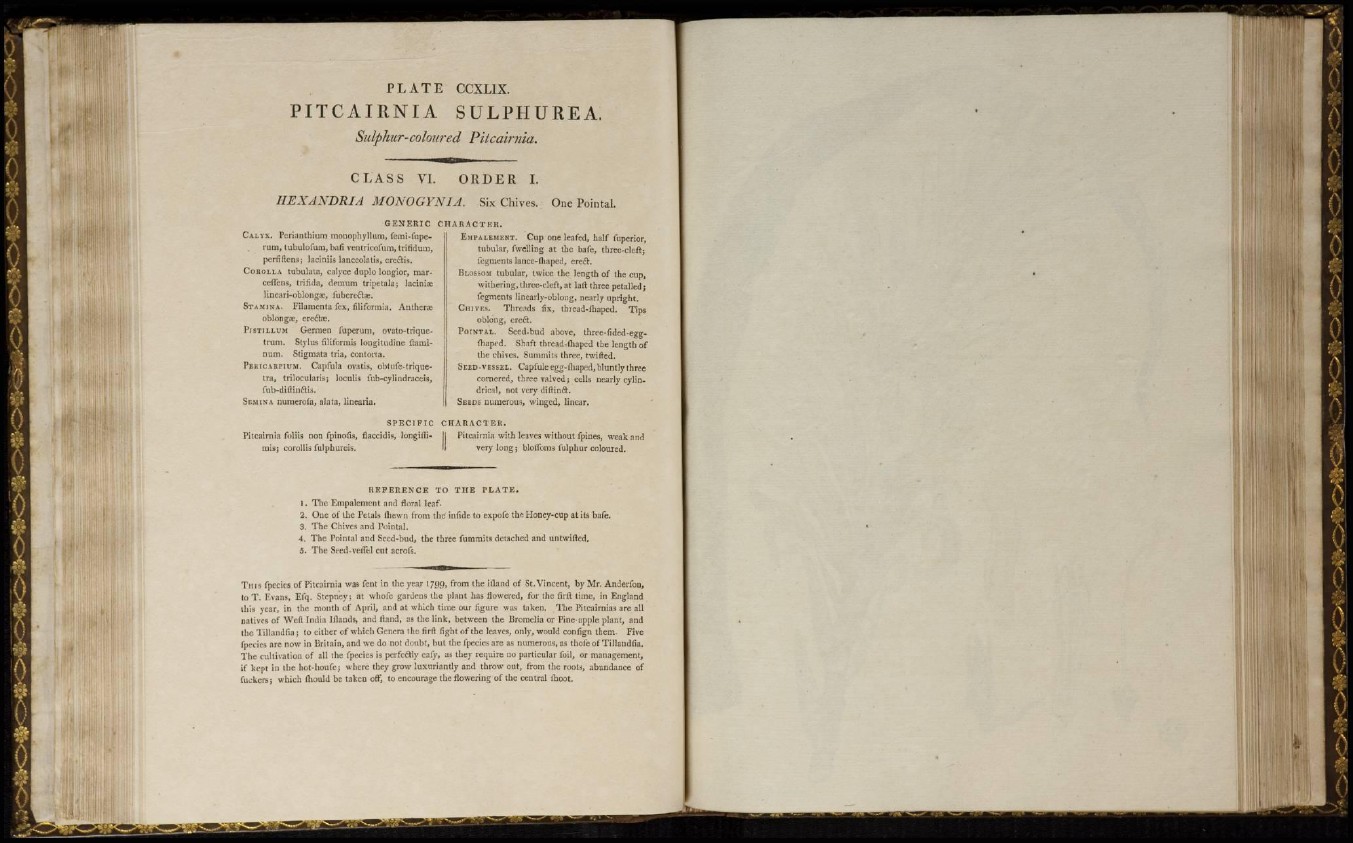 PLATE CCXLIX.
PITCAIRNIA SULPHUREA.
Sulphur-coloured Pitcairnia.
CLASS VI. ORDER I.
HEXANDRIA MONOGYNIA. Six Chives. One Pointal.
GENERIC CHARACTER.
Calyx. Perianthium monophyllum, ſemi-ſupe-
rum, tubuloſum, baſi ventricoſum, trifidum,
perſiſtens; laciniis lanceolatis, erectis.
Corolla tubulata, calyce duplo longior, mar-
ceſſens, trifida, demum tripetala; laciniæ
lineari-oblongæ, ſuberectæ.
Stamina. Filamenta ſex, filiformia. Antheræ
oblongæ, erectæ.
Pistillum Germen ſuperum, ovato-trique-
trum. Stylus filiformis longitudine ſtami-
num. Stigmata tria, contorta.
Pericarpium. Capſula ovatis, obtuſe-trique-
tra, trilocularis; loculis ſub-cylindraceis,
ſub-diſtinctis.
Semina numeroſa, alata, linearia.
Empalement. Cup one leafed, half ſuperior,
tubular, ſwelling at the baſe, three-cleft;
ſegments lance-ſhaped, erect.
Blossom tubular, twice the length of the cup,
withering, three-cleft, at laſt three petalled;
ſegments linearly-oblong, nearly upright.
Chives. Threads ſix, thread-ſhaped. Tips
oblong, erect.
Pointal. Seed-bud above, three-ſided-egg-
ſhaped. Shaft thread-ſhaped the length of
the chives. Summits three, twiſted.
Seed-vessel. Capſule egg-ſhaped, bluntly three
cornered, three valved; cells nearly cylin-
drical, not very diſtinct.
Seeds numerous, winged, linear.
SPECIFIC CHARACTER.
Pitcairnia foliis non ſpinoſis, flaccidis, longiſſi-
mis; corollis ſulphureis.
Pitcairnia with leaves without ſpines, weak and
very long; bloſſoms ſulphur coloured.
REFERENCE TO THE PLATE.
1. The Empalement and floral leaf.
2. One of the Petals ſhewn from the inſide to expoſe the Honey-cup at its baſe.
3. The Chives and Pointal.
4. The Pointal and Seed-bud, the three ſummits detached and untwiſted.
5. The Seed-veſſel cut acroſs.
This ſpecies of Pitcairnia was ſent in the year 1799, from the iſland of St. Vincent, by Mr. Anderſon,
to T. Evans, Eſq. Stepney; at whoſe gardens the plant has flowered, for the firſt time, in England
this year, in the month of April, and at which time our figure was taken. The Pitcairnias are all
natives of Weſt India Iſlands, and ſtand, as the link, between the Bromelia or Pine-apple plant, and
the Tillandſia; to either of which Genera the firſt ſight of the leaves, only, would conſign them. Five
ſpecies are now in Britain, and we do not doubt, but the ſpecies are as numerous, as thoſe of Tillandſia.
The cultivation of all the ſpecies is perfectly eaſy, as they require no particular ſoil, or management,
if kept in the hot-houſe; where they grow luxuriantly and throw out, from the roots, abundance of
ſuckers; which ſhould be taken off, to encourage the flowering of the central ſhoot.